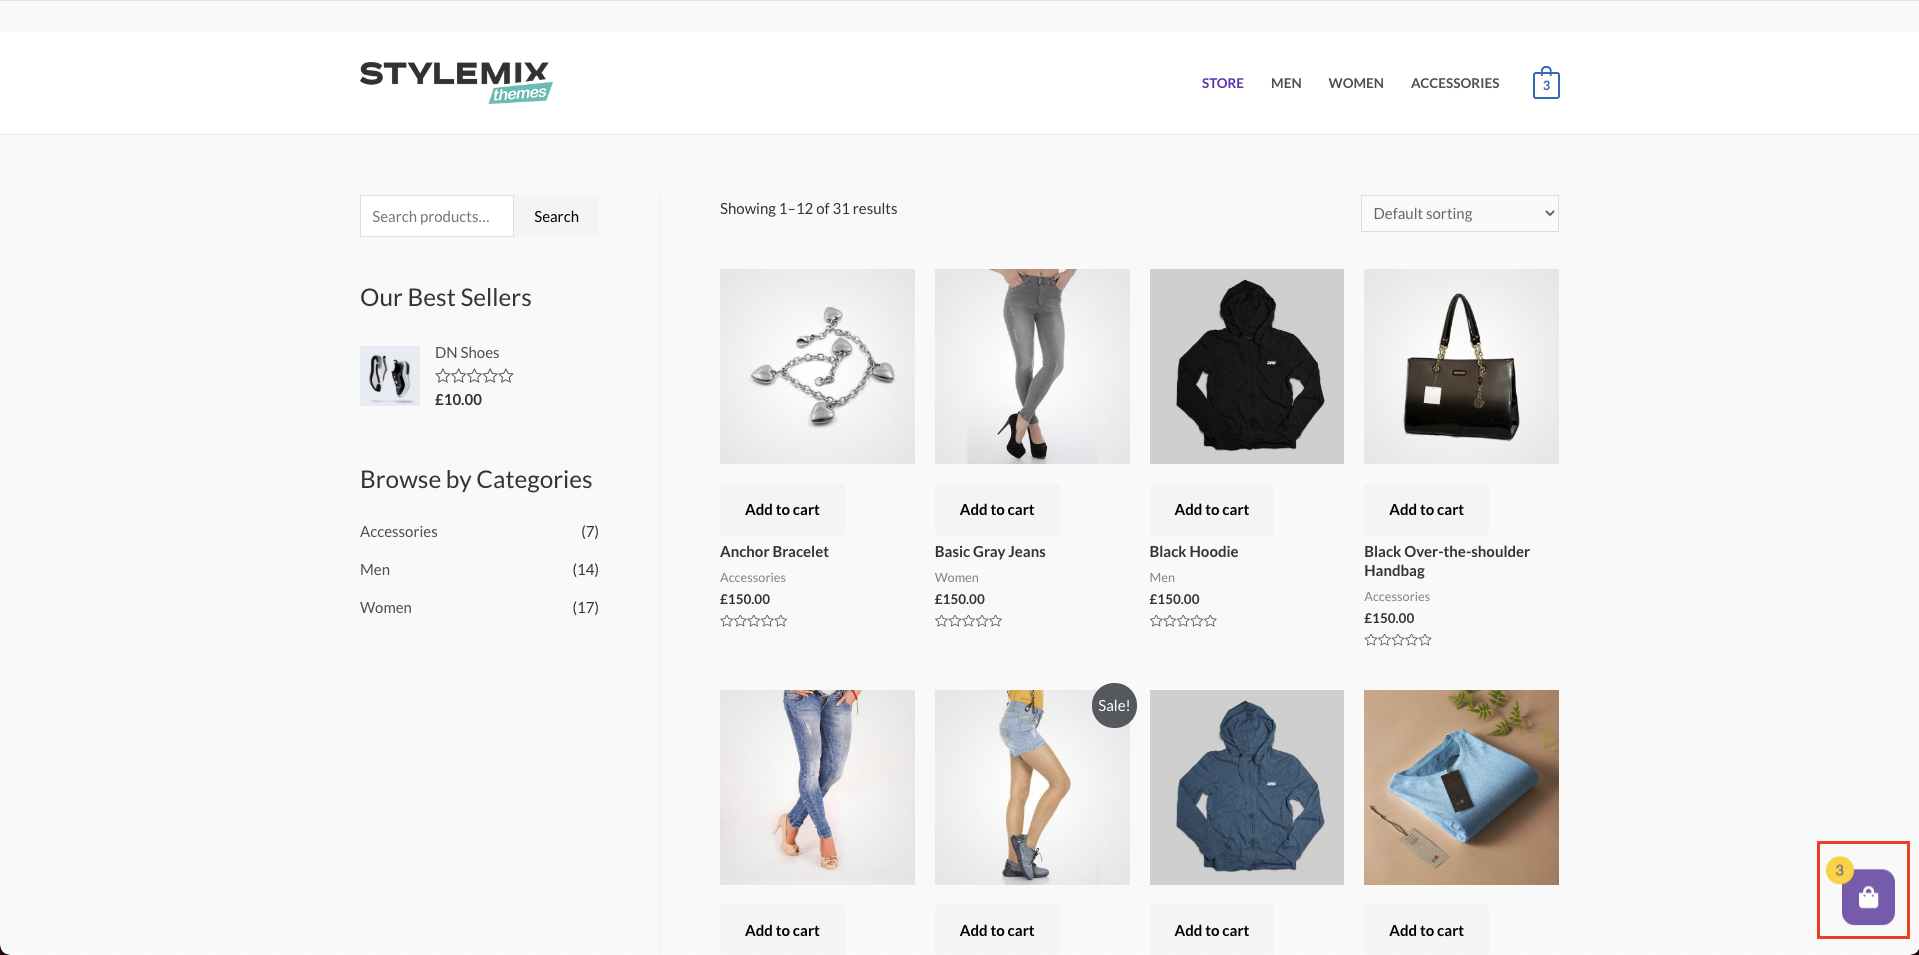 STYLEMIX
themes
STORE MEN WOMEN ACCESSORIES 3
Search products... Search
Showing 1–12 of 31 results
Default sorting
Our Best Sellers
DN Shoes
£10.00
Browse by Categories
Accessories (7)
Men (14)
Women (17)
Add to cart
Anchor Bracelet
Accessories
£150.00
Add to cart
Basic Gray Jeans
Women
£150.00
Add to cart
Black Hoodie
Men
£150.00
Add to cart
Black Over-the-shoulder
Handbag
Accessories
£150.00
Sale!
Add to cart
Add to cart
Add to cart
Add to cart
3